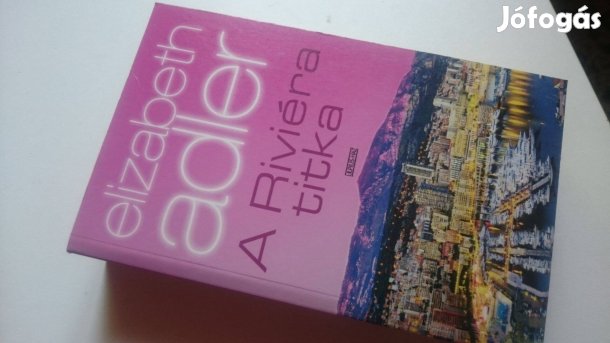 Jófogás
elizabeth
adler
A Riviéra
titka